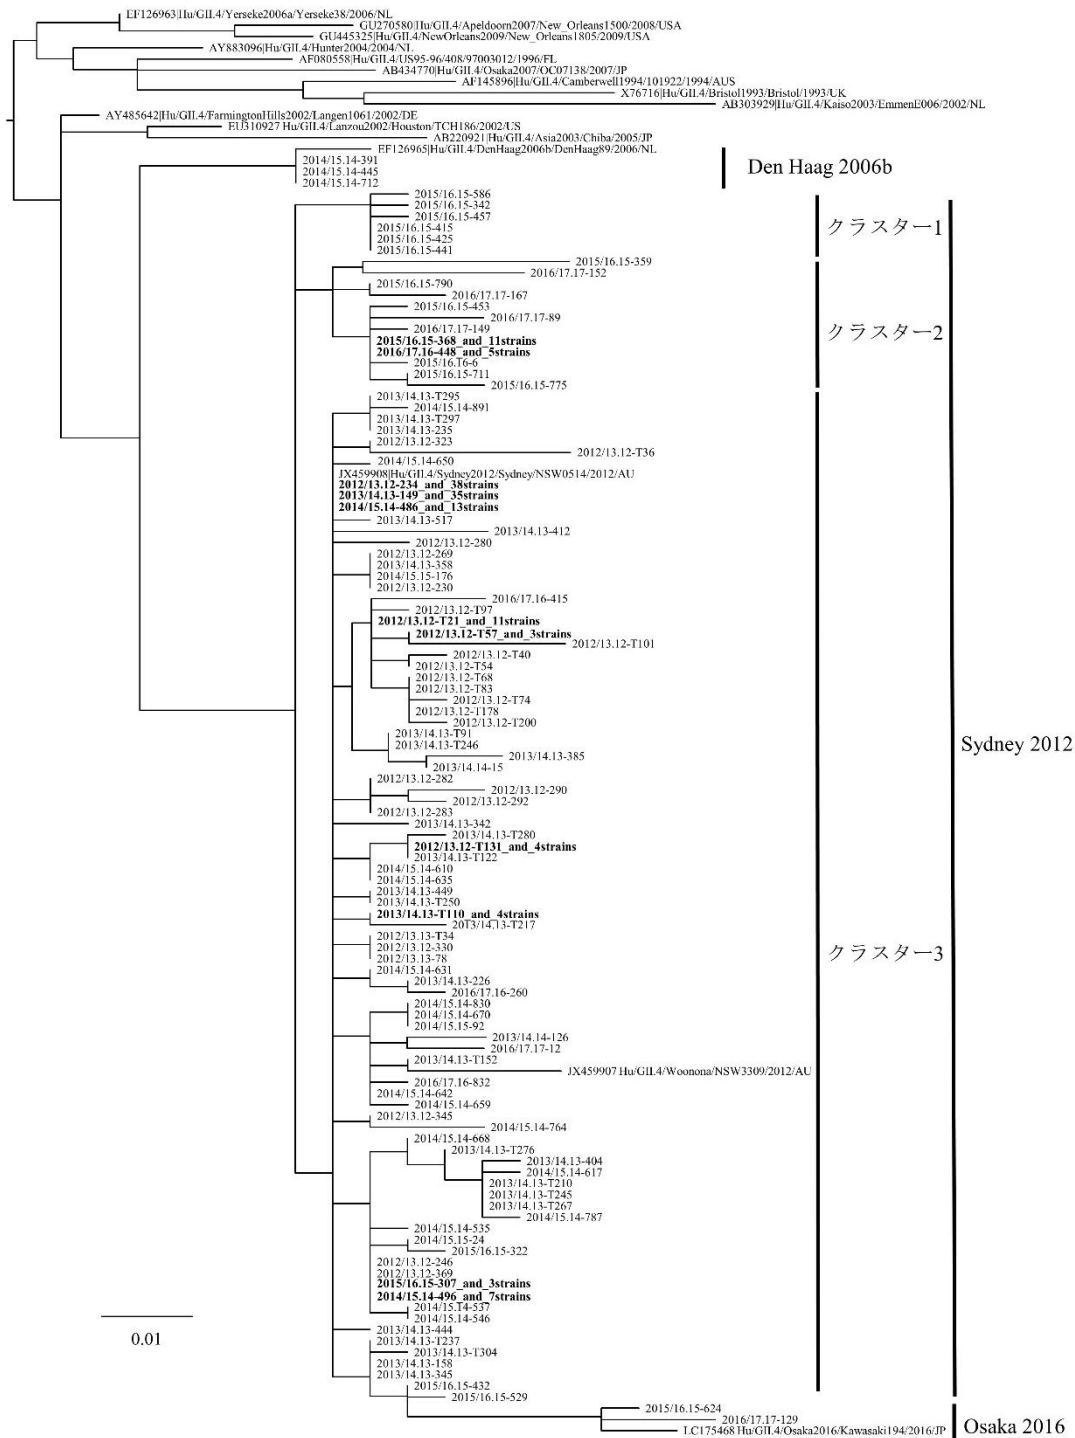 EF126963|Hu/GII.4/Yerseke2006a/Yerseke38/2006/NL
GU270580|Hu/GII.4/Apeldoorn2007/New_Orleans1500/2008/USA
GU445325|Hu/GII.4/NewOrleans2009/New_Orleans1805/2009/USA
AY883096|Hu/GII.4/Hunter2004/2004/NL
AF080558|Hu/GII.4/US95-96/408/97003012/1996/FL
AB434770|Hu/GII.4/Osaka2007/OC07138/2007/JP
AF145896|Hu/GII.4/Camberwell1994/101922/1994/AUS
X76716|Hu/GII.4/Bristol1993/Bristol/1993/UK
AB303929|Hu/GII.4/Kaiso2003/EmmenE006/2002/NL
AY485642|Hu/GII.4/FarmingtonHills2002/Langen1061/2002/DE
EU310927 Hu/GII.4/Lanzou2002/Houston/TCH186/2002/US
AB220921|Hu/GII.4/Asia2003/Chiba/2005/JP
EF126965|Hu/GII.4/DenHaag2006b/DenHaag89/2006/NL
2014/15.14-391
2014/15.14-445
2014/15.14-712
Den Haag 2006b
2015/16.15-586
2015/16.15-342
2015/16.15-457
2015/16.15-415
2015/16.15-425
2015/16.15-441
クラスター1
2015/16.15-359
2016/17.17-152
2015/16.15-790
2016/17.17-167
2015/16.15-453
2016/17.17-89
2016/17.17-149
2015/16.15-368_and_11strains
2016/17.16-448_and_5strains
2015/16.T6-6
2015/16.15-711
2015/16.15-775
クラスター2
2013/14.13-T295
2014/15.14-891
2013/14.13-T297
2013/14.13-235
2012/13.12-323
2012/13.12-T36
2014/15.14-650
JX459908|Hu/GII.4/Sydney2012/Sydney/NSW0514/2012/AU
2012/13.12-234_and_38strains
2013/14.13-149_and_35strains
2014/15.14-486_and_13strains
2013/14.13-517
2013/14.13-412
2012/13.12-280
2012/13.12-269
2013/14.13-358
2014/15.15-176
2012/13.12-230
2016/17.16-415
2012/13.12-T97
2012/13.12-T21_and_11strains
2012/13.12-T57_and_3strains
2012/13.12-T101
2012/13.12-T40
2012/13.12-T54
2012/13.12-T68
2012/13.12-T83
2012/13.12-T74
2012/13.12-T178
2012/13.12-T200
2013/14.13-T91
2013/14.13-T246
2013/14.13-385
2013/14.14-15
Sydney 2012
2012/13.12-282
2012/13.12-290
2012/13.12-292
2012/13.12-283
2013/14.13-342
2013/14.13-T280
2012/13.12-T131_and_4strains
2013/14.13-T122
2014/15.14-610
2014/15.14-635
2013/14.13-449
2013/14.13-T250
2013/14.13-T110_and_4strains
2013/14.13-T217
2012/13.13-T34
2012/13.12-330
2012/13.13-78
クラスター3
2014/15.14-631
2013/14.13-226
2016/17.16-260
2014/15.14-830
2014/15.14-670
2014/15.15-92
2013/14.14-126
2016/17.17-12
2013/14.13-T152
JX459907 Hu/GII.4/Woonona/NSW3309/2012/AU
2016/17.16-832
2014/15.14-642
2014/15.14-659
2012/13.12-345
2014/15.14-764
2014/15.14-668
2013/14.13-T276
2013/14.13-404
2014/15.14-617
2013/14.13-T210
2013/14.13-T245
2013/14.13-T267
2014/15.14-787
2014/15.14-535
2014/15.15-24
2015/16.15-322
2012/13.12-246
2012/13.12-369
2015/16.15-307_and_3strains
2014/15.14-496_and_7strains
2014/15.14-537
2014/15.14-546
2013/14.13-444
2013/14.13-T237
2013/14.13-T304
2013/14.13-158
2013/14.13-345
2015/16.15-432
2015/16.15-529
0.01
2015/16.15-624
2016/17.17-129
LC175468 Hu/GII.4/Osaka2016/Kawasaki194/2016/JP
Osaka 2016